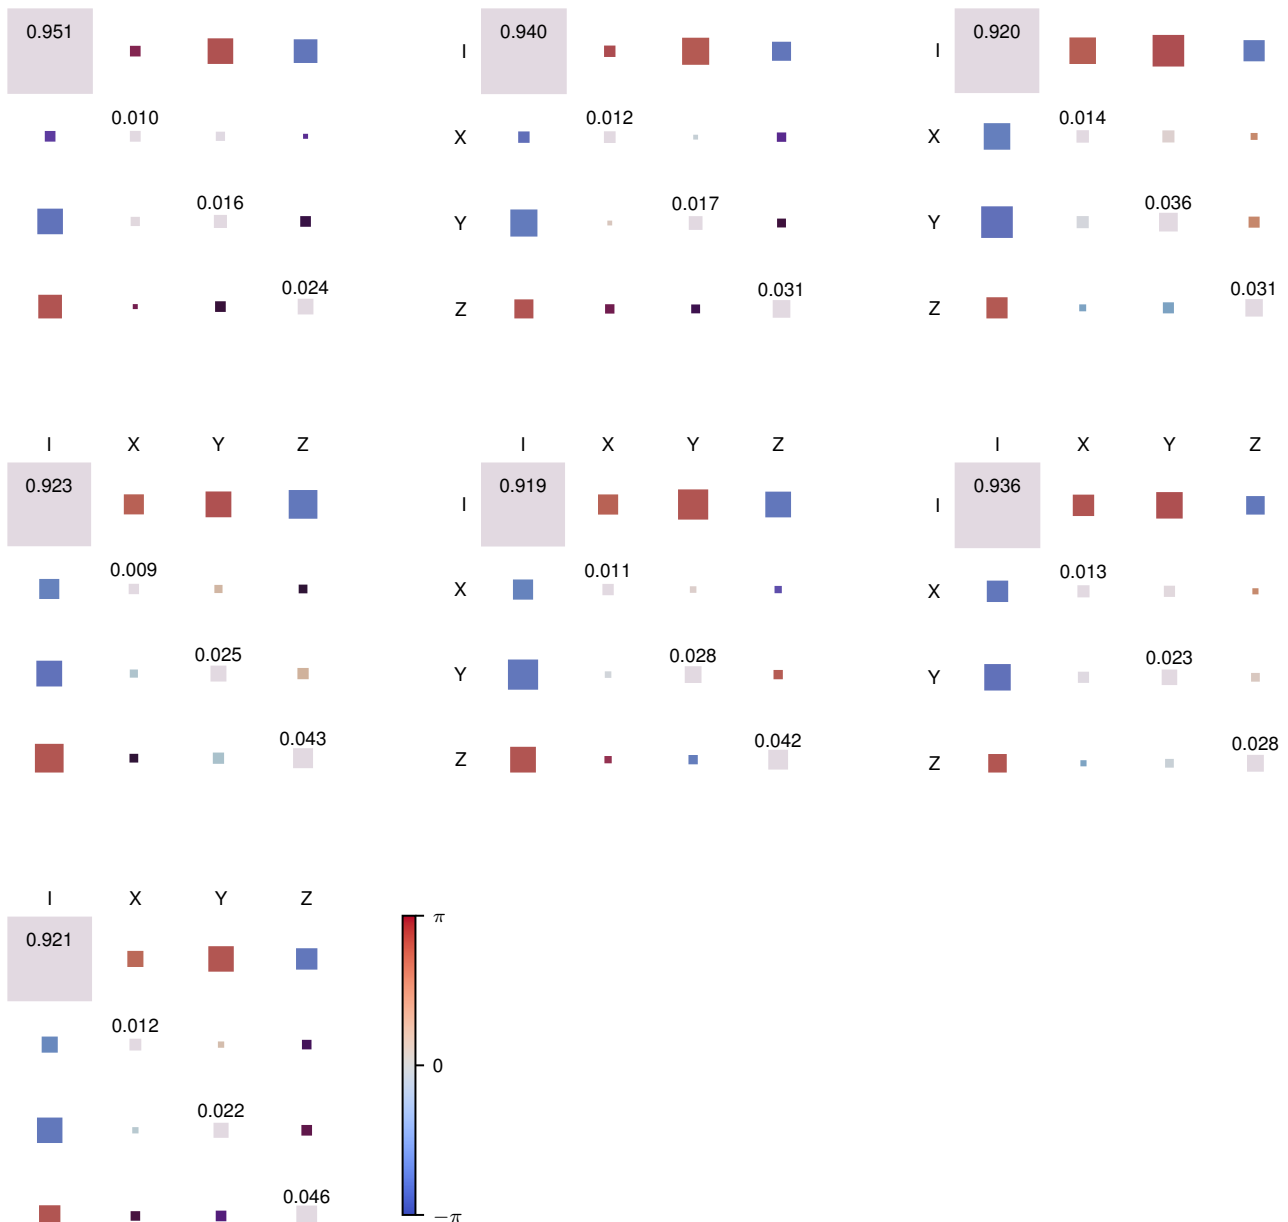 0.951 0.940 0.920
I I
0.010 0.012 0.014
X X
0.016 0.017 0.036
Y Y
0.024 0.031 0.031
Z Z
I X Y Z I X Y Z I X Y Z
0.923 0.919 0.936
I I
0.009 0.011 0.013
X X
0.025 0.028 0.023
Y Y
0.043 0.042 0.028
Z Z
I X Y Z
0.921 π
0.012
0
0.022
0.046
−π